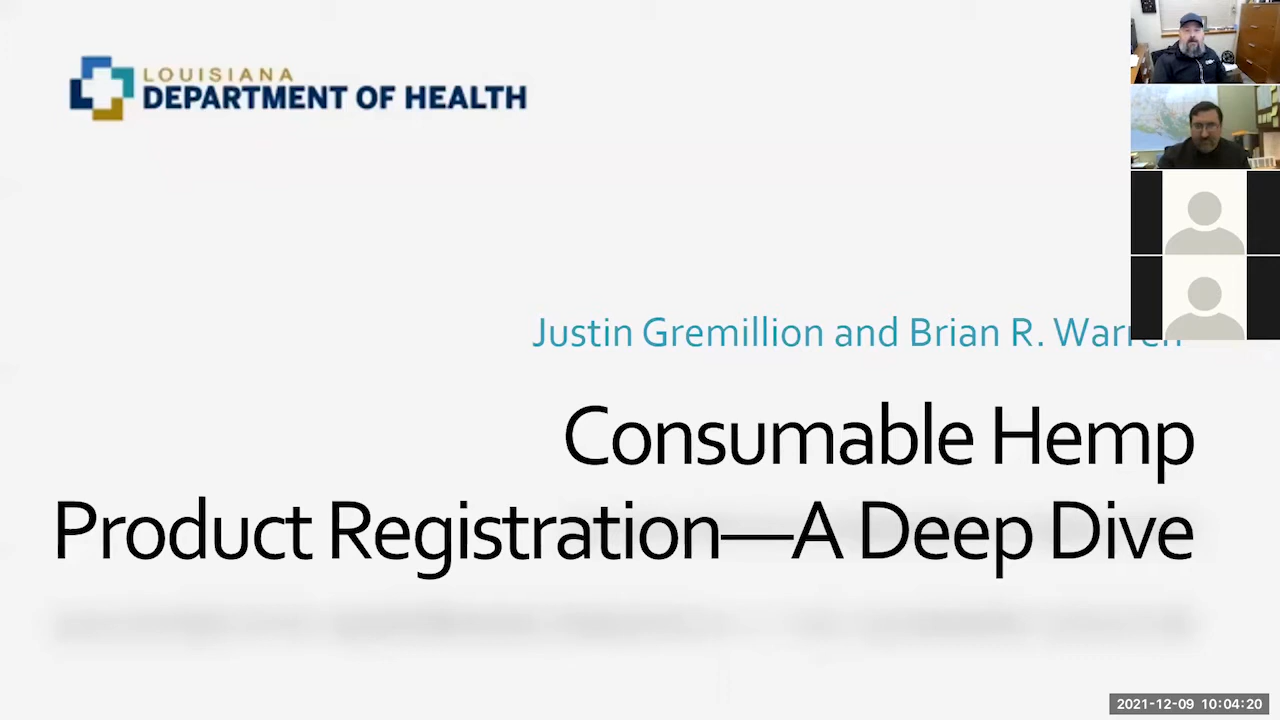 LOUISIANA
DEPARTMENT OF HEALTH
Justin Gremillion and Brian R. Warren
Consumable Hemp
Product Registration—A Deep Dive
2021-12-09 10:04:20